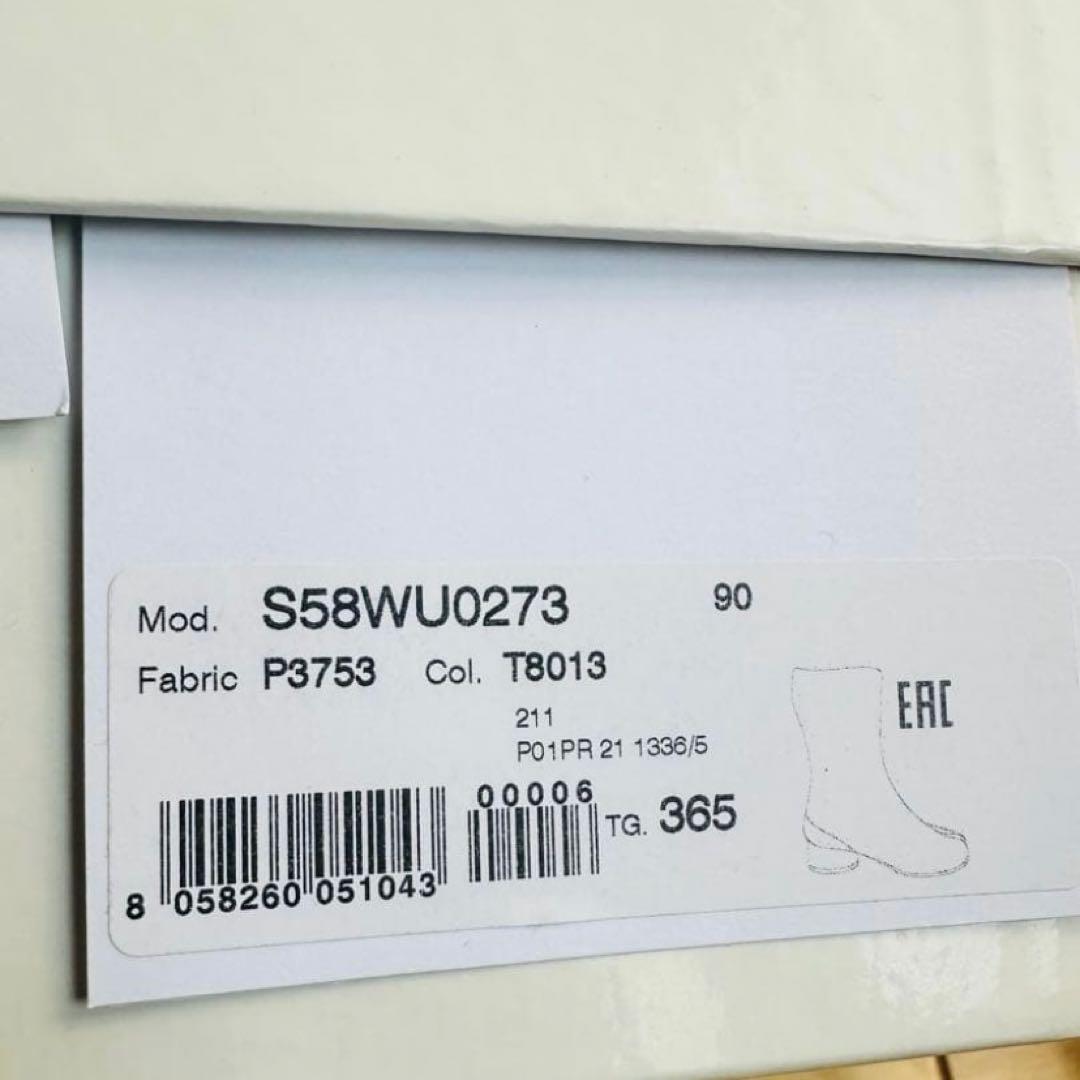 Mod. S58WU0273 90
Fabric P3753 Col. T8013
EAC
211
P01PR 21 1336/5
00006
TG. 365
8 058260 051043